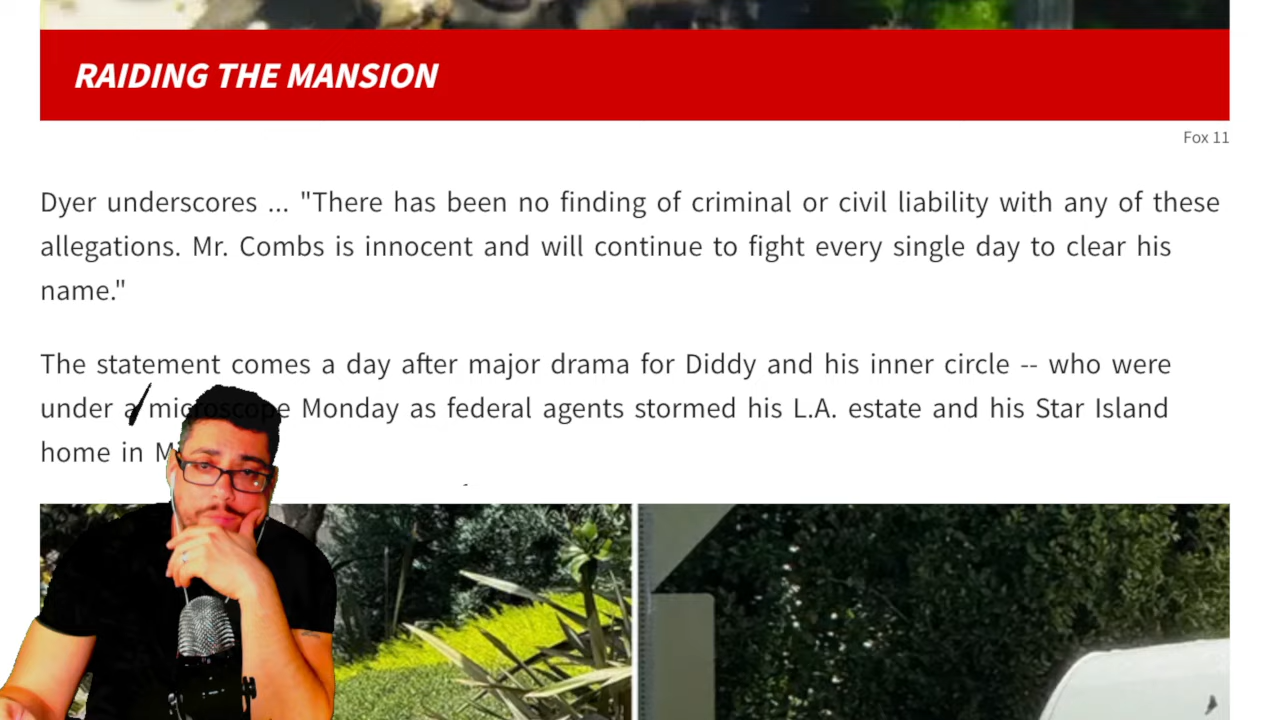 RAIDING THE MANSION
Fox 11
Dyer underscores ... "There has been no finding of criminal or civil liability with any of these
allegations. Mr. Combs is innocent and will continue to fight every single day to clear his
name."
The statement comes a day after major drama for Diddy and his inner circle -- who were
under a microscope Monday as federal agents stormed his L.A. estate and his Star Island
home in